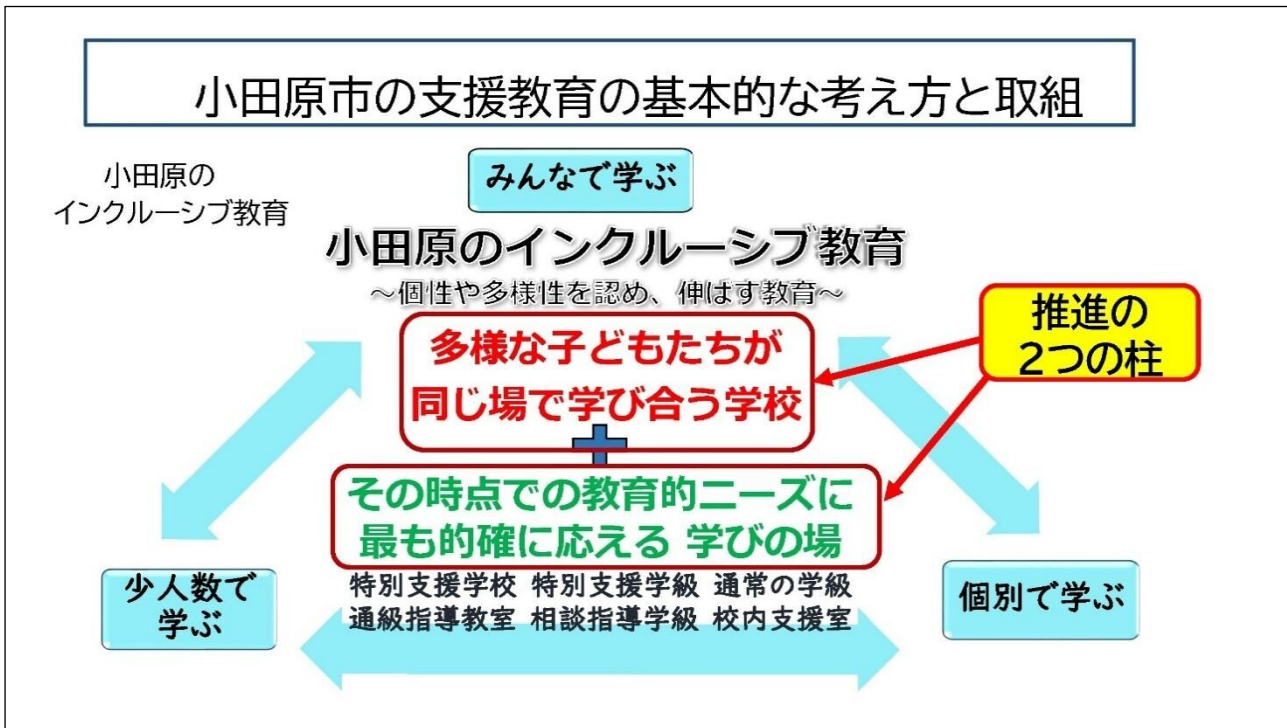 小田原市の支援教育の基本的な考え方と取組
小田原の
インクルーシブ教育
みんなで学ぶ
小田原のインクルーシブ教育
～個性や多様性を認め、伸ばす教育～
推進の
2つの柱
多様な子どもたちが
同じ場で学び合う学校
その時点での教育的ニーズに
最も的確に応える 学びの場
少人数で
学ぶ
特別支援学校 特別支援学級 通常の学級
通級指導教室 相談指導学級 校内支援室
個別で学ぶ